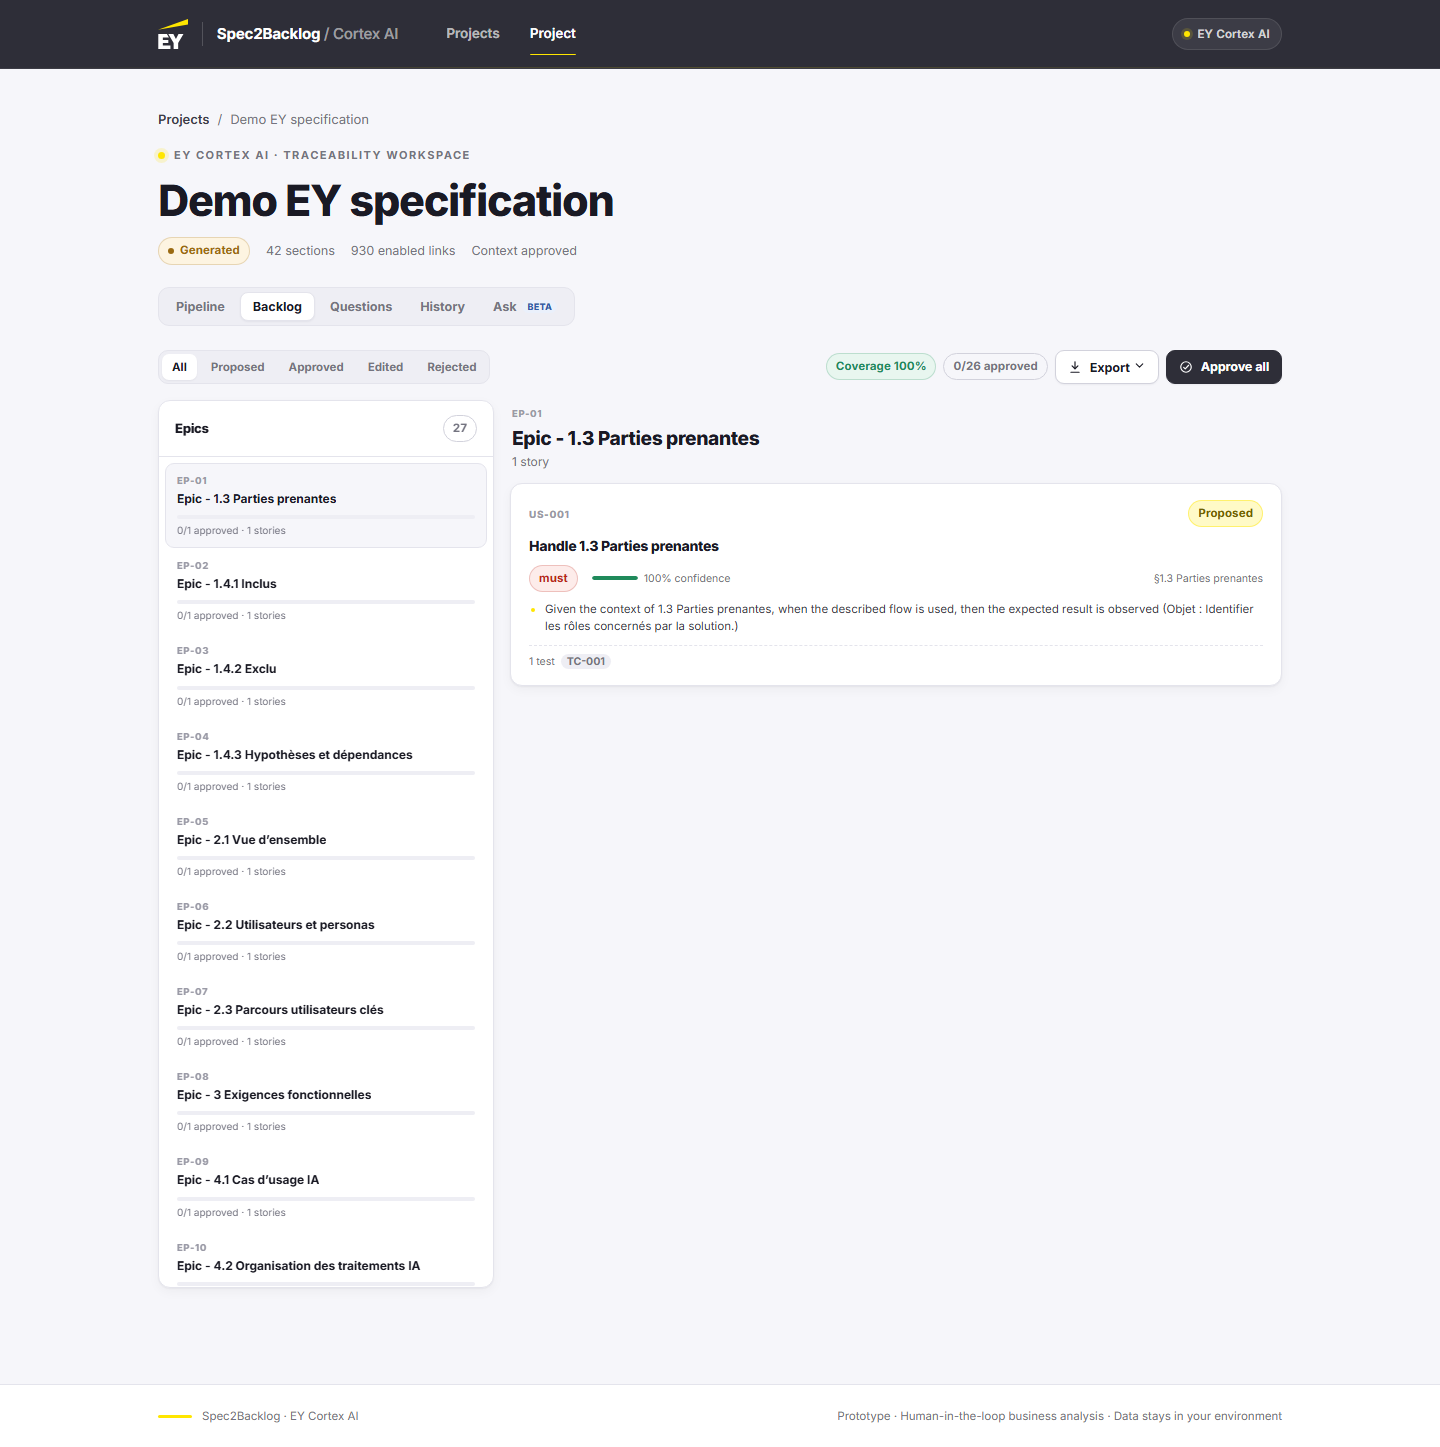 EY
Spec2Backlog / Cortex AI
Projects
Project
EY Cortex AI
Projects / Demo EY specification
EY CORTEX AI · TRACEABILITY WORKSPACE
Demo EY specification
Generated
42 sections
930 enabled links
Context approved
Pipeline
Backlog
Questions
History
Ask BETA
All
Proposed
Approved
Edited
Rejected
Coverage 100%
0/26 approved
Export
Approve all
Epics
27
EP-01
Epic - 1.3 Parties prenantes
0/1 approved · 1 stories
EP-02
Epic - 1.4.1 Inclus
0/1 approved · 1 stories
EP-03
Epic - 1.4.2 Exclu
0/1 approved · 1 stories
EP-04
Epic - 1.4.3 Hypothèses et dépendances
0/1 approved · 1 stories
EP-05
Epic - 2.1 Vue d’ensemble
0/1 approved · 1 stories
EP-06
Epic - 2.2 Utilisateurs et personas
0/1 approved · 1 stories
EP-07
Epic - 2.3 Parcours utilisateurs clés
0/1 approved · 1 stories
EP-08
Epic - 3 Exigences fonctionnelles
0/1 approved · 1 stories
EP-09
Epic - 4.1 Cas d’usage IA
0/1 approved · 1 stories
EP-10
Epic - 4.2 Organisation des traitements IA
EP-01
Epic - 1.3 Parties prenantes
1 story
US-001
Proposed
Handle 1.3 Parties prenantes
must
100% confidence
§1.3 Parties prenantes
Given the context of 1.3 Parties prenantes, when the described flow is used, then the expected result is observed (Objet : Identifier
les rôles concernés par la solution.)
1 test TC-001
Spec2Backlog · EY Cortex AI
Prototype · Human-in-the-loop business analysis · Data stays in your environment